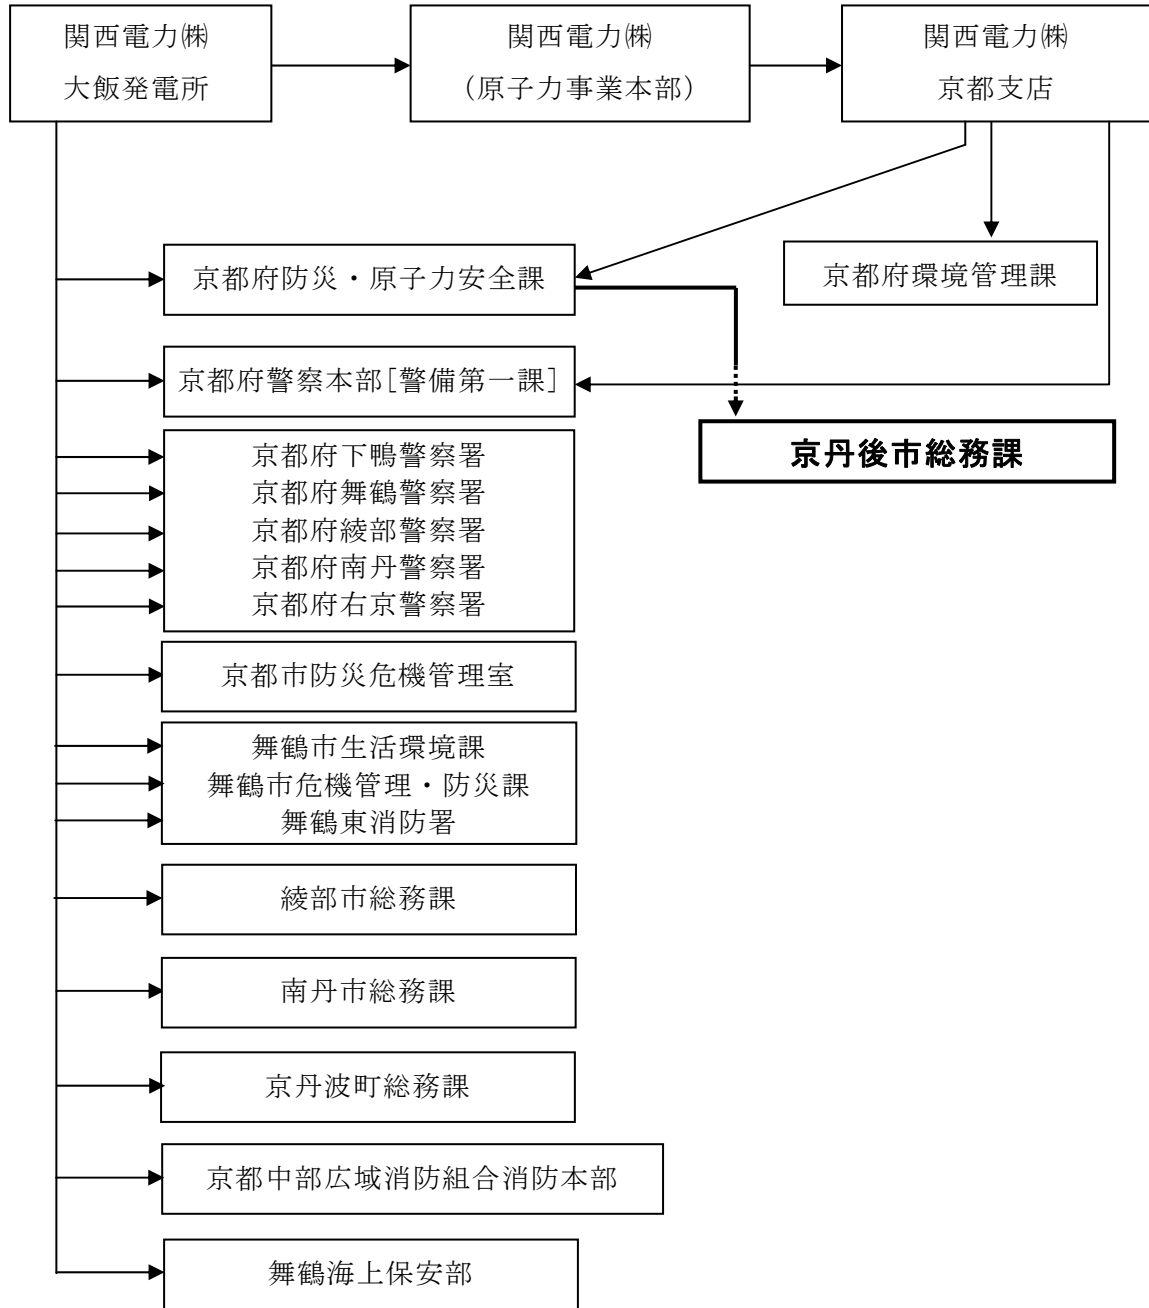 関西電力㈱
大飯発電所
関西電力㈱
(原子力事業本部)
関西電力㈱
京都支店
京都府防災・原子力安全課
京都府環境管理課
京都府警察本部[警備第一課]
京丹後市総務課
京都府下鴨警察署
京都府舞鶴警察署
京都府綾部警察署
京都府南丹警察署
京都府右京警察署
京都市防災危機管理室
舞鶴市生活環境課
舞鶴市危機管理・防災課
舞鶴東消防署
綾部市総務課
南丹市総務課
京丹波町総務課
京都中部広域消防組合消防本部
舞鶴海上保安部